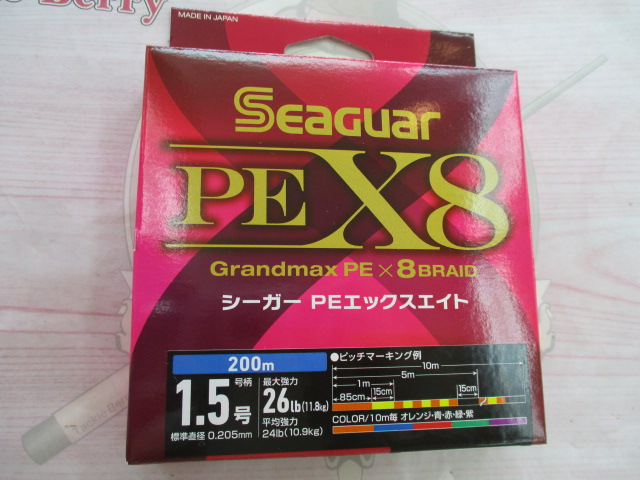 Berry
MADE IN JAPAN
SEAGUAR
PE X8
Grandmax PE×8BRAID
シーガー PEエックスエイト
200m
1.5号
号柄
標準直径 0.205mm
最大強力
26lb(11.8kg)
平均強力
24lb(10.9kg)
●ピッチマーキング例
10m
5m
1m
15cm
15cm
85cm
COLOR/10m毎 オレンジ・青・赤・緑・紫